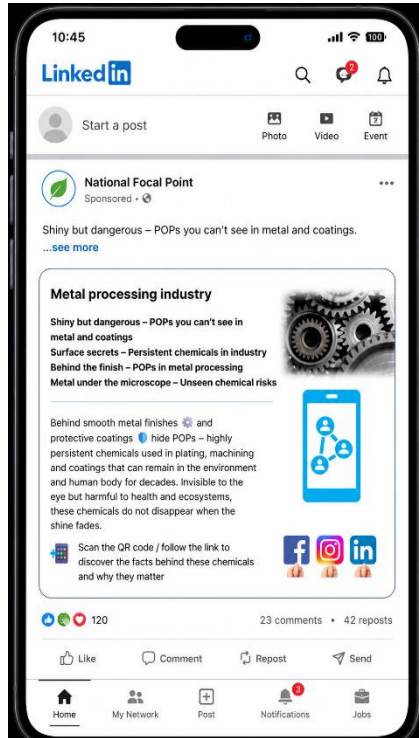 10:45
100
Linked in
2
Start a post
Photo
Video
7
Event
National Focal Point
Sponsored •
Shiny but dangerous – POPs you can't see in metal and coatings.
...see more
Metal processing industry
Shiny but dangerous – POPs you can't see in
metal and coatings
Surface secrets – Persistent chemicals in industry
Behind the finish – POPs in metal processing
Metal under the microscope – Unseen chemical risks
Behind smooth metal finishes ⚙️ and
protective coatings 🛡️ hide POPs – highly
persistent chemicals used in plating, machining
and coatings that can remain in the environment
and human body for decades. Invisible to the
eye but harmful to health and ecosystems,
these chemicals do not disappear when the
shine fades.
Scan the QR code / follow the link to
discover the facts behind these chemicals
and why they matter
f
in
120
23 comments • 42 reposts
Like
Comment
Repost
Send
3
Home
My Network
Post
Notifications
Jobs